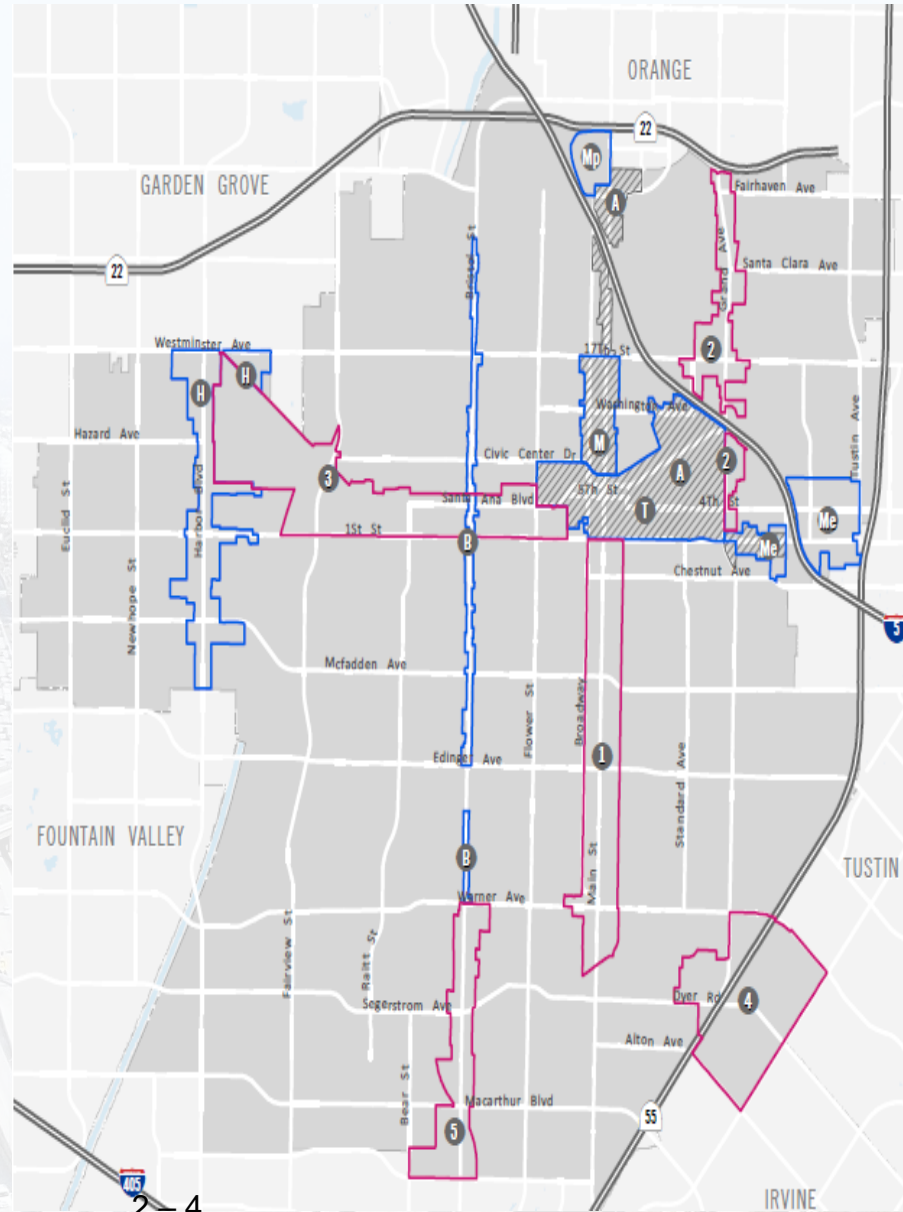 ORANGE
22
Mp
GARDEN GROVE
A
Fairhaven Ave
Bristol St
Grand Ave
Santa Clara Ave
22
Westminster Ave
17Th St
2
H
H
Tustin Ave
Washington Ave
Hazard Ave
M
Civic Center Dr
2
A
3
Euclid St
Harbor Blvd
57h St
Santa Ana Blvd
4Th St
T
Me
1St St
B
Me
Chestnut Ave
Newhope St
5
Mcfadden Ave
Flower St
Broadway
Edinger Ave
1
Standard Ave
FOUNTAIN VALLEY
B
Main St
TUSTIN
Warner Ave
Fairview St
Raitt St
Segerstrom Ave
Dyer Rd
4
Alton Ave
Bear St
Macarthur Blvd
55
5
405
IRVINE
2 – 4